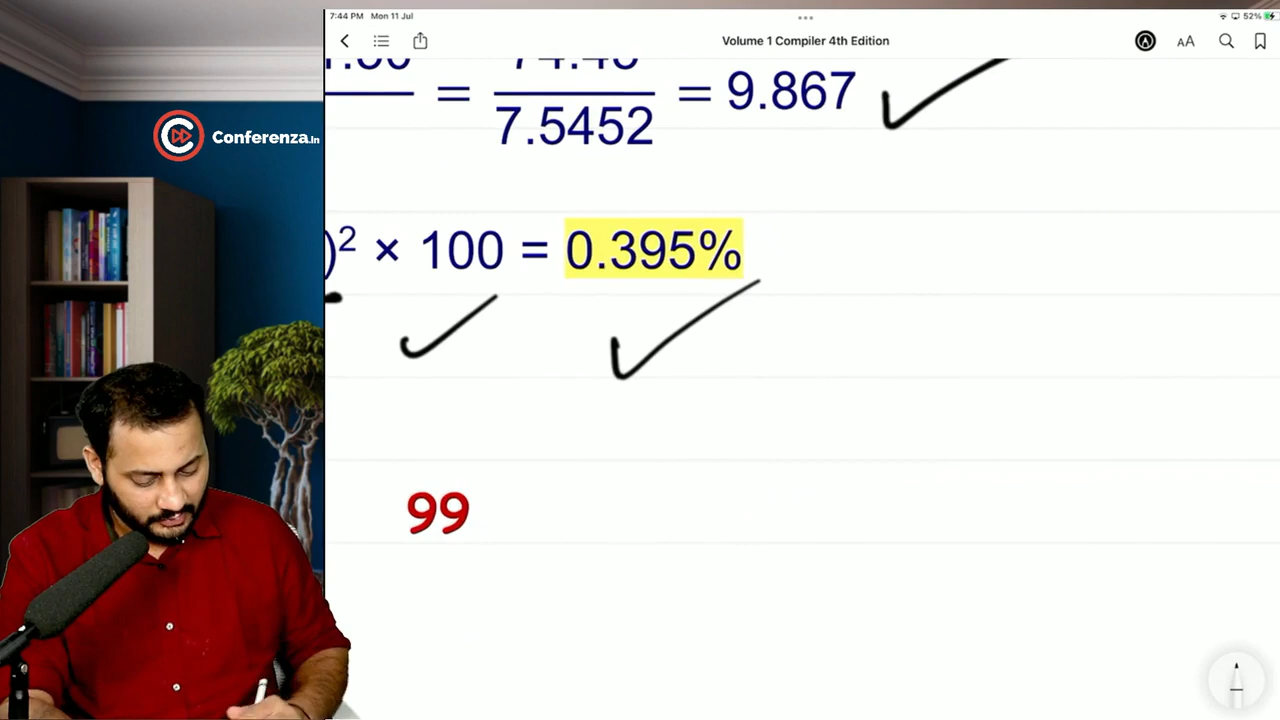 7:44 PM Mon 11 Jul
52%
Volume 1 Compiler 4th Edition
AA
Conferenza.in
= 7.5452 = 9.867
)² × 100 = 0.395%
99